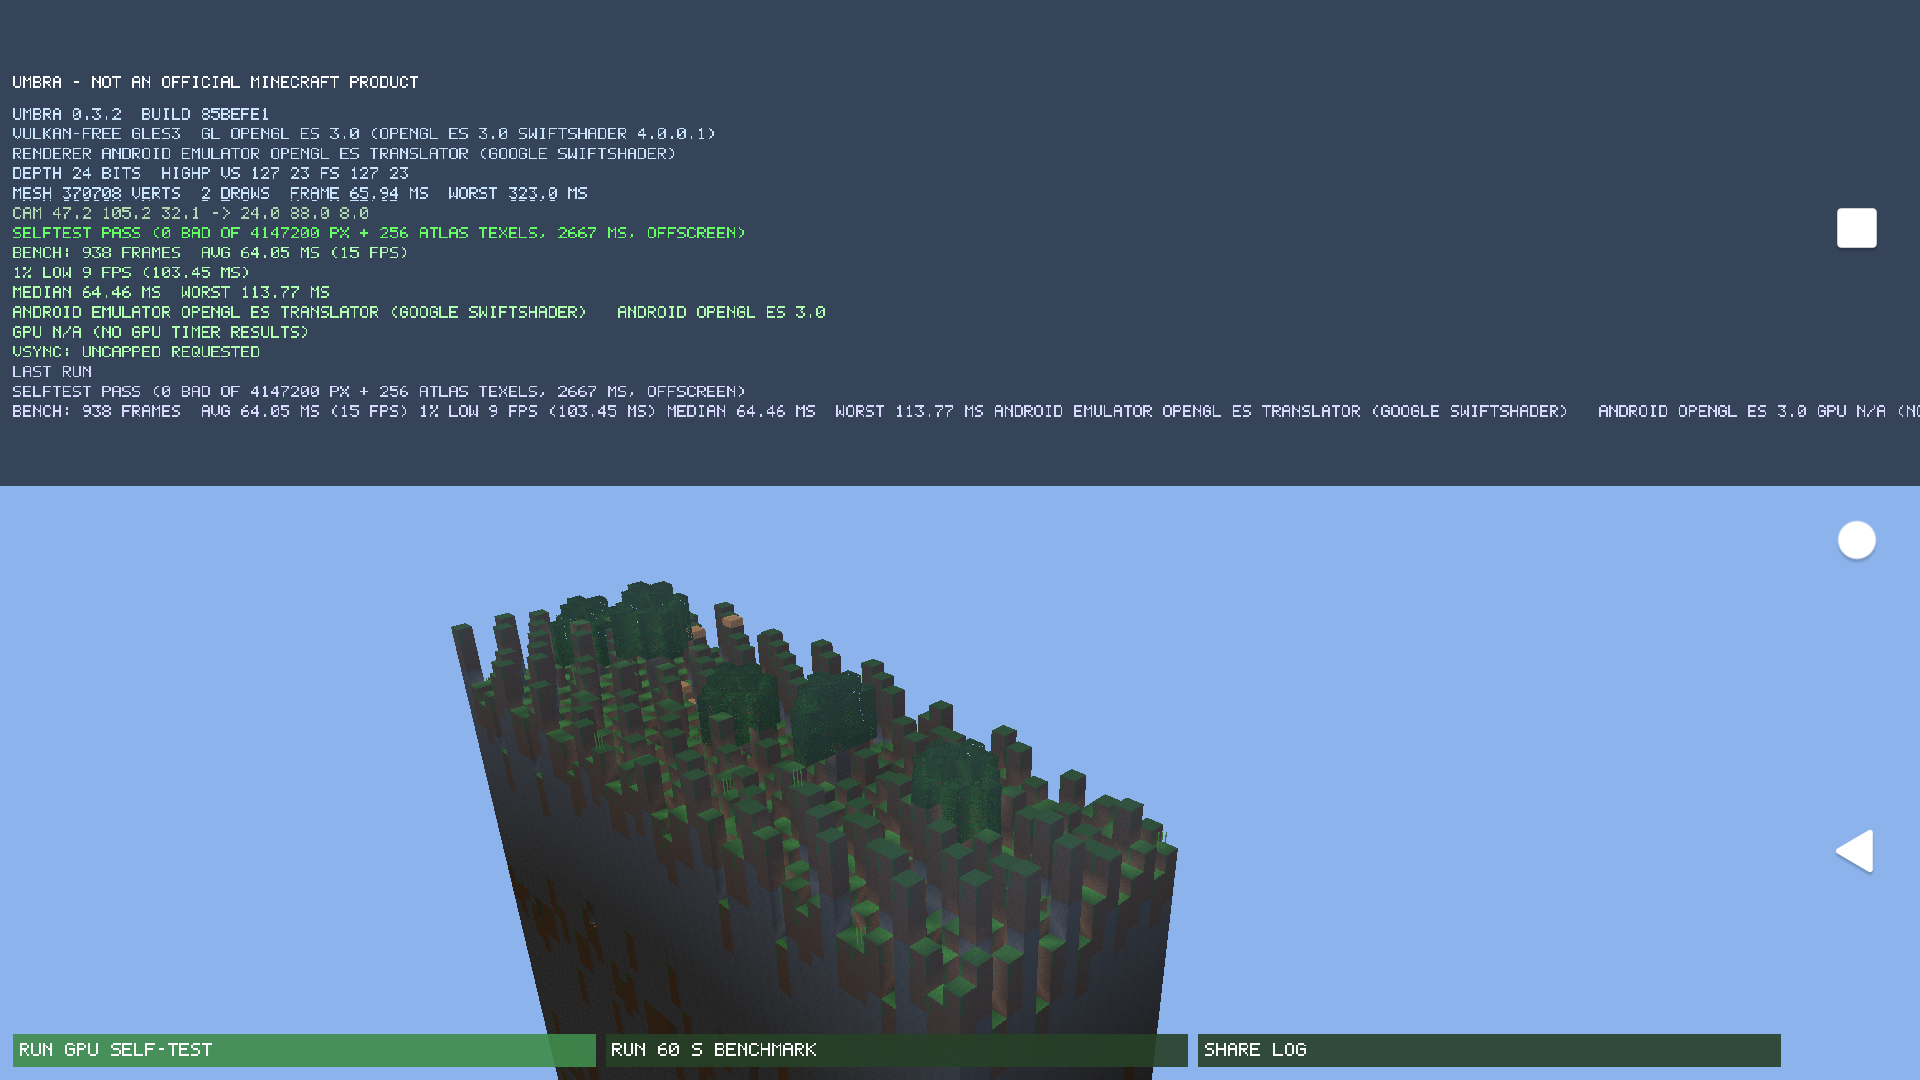 UMBRA - NOT AN OFFICIAL MINECRAFT PRODUCT
UMBRA 0.3.2  BUILD 85BEFE1
VULKAN-FREE GLES3  GL OPENGL ES 3.0 (OPENGL ES 3.0 SWIFTSHADER 4.0.0.1)
RENDERER ANDROID EMULATOR OPENGL ES TRANSLATOR (GOOGLE SWIFTSHADER)
DEPTH 24 BITS  HIGHP VS 127 23 FS 127 23
MESH 370708 VERTS  2 DRAWS  FRAME 65.94 MS  WORST 323.0 MS
CAM 47.2 105.2 32.1 -> 24.0 88.0 8.0
SELFTEST PASS (0 BAD OF 4147200 PX + 256 ATLAS TEXELS, 2667 MS, OFFSCREEN)
BENCH: 938 FRAMES  AVG 64.05 MS (15 FPS)
1% LOW 9 FPS (103.45 MS)
MEDIAN 64.46 MS  WORST 113.77 MS
ANDROID EMULATOR OPENGL ES TRANSLATOR (GOOGLE SWIFTSHADER)   ANDROID OPENGL ES 3.0
GPU N/A (NO GPU TIMER RESULTS)
VSYNC: UNCAPPED REQUESTED
LAST RUN
SELFTEST PASS (0 BAD OF 4147200 PX + 256 ATLAS TEXELS, 2667 MS, OFFSCREEN)
BENCH: 938 FRAMES  AVG 64.05 MS (15 FPS) 1% LOW 9 FPS (103.45 MS) MEDIAN 64.46 MS  WORST 113.77 MS ANDROID EMULATOR OPENGL ES TRANSLATOR (GOOGLE SWIFTSHADER)   ANDROID OPENGL ES 3.0 GPU N/A (NO
RUN GPU SELF-TEST
RUN 60 S BENCHMARK
SHARE LOG